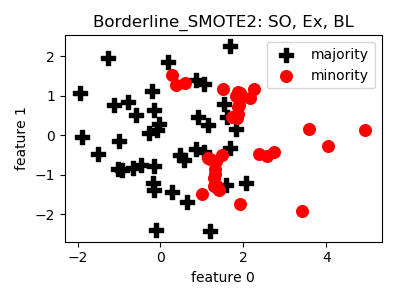 Borderline_SMOTE2: SO, Ex, BL
majority
minority
feature 1
2
1
0
−1
−2
−2
0
2
4
feature 0